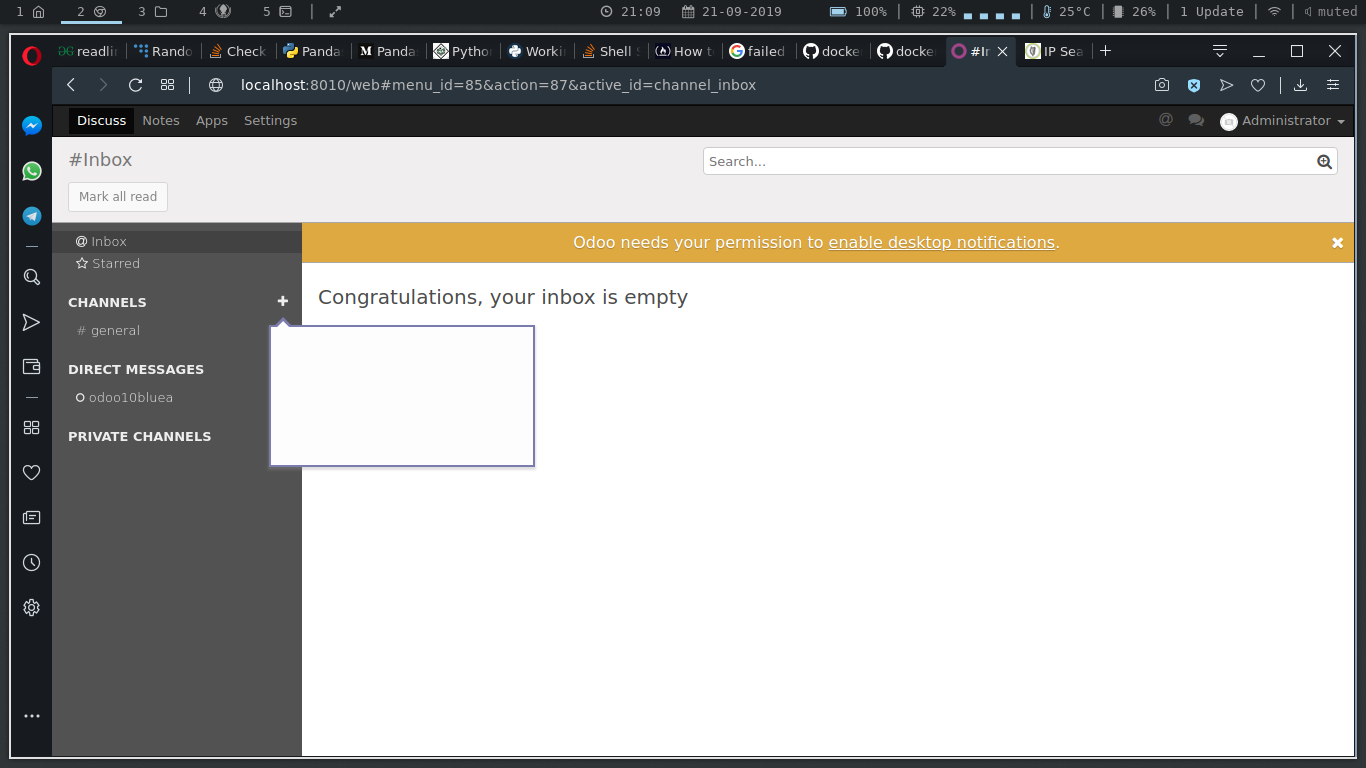 1 2 3 4 5 21:09 21-09-2019 100% 22% 25°C 26% 1 Update muted
readli Rando Check Panda Panda Pytho Worki Shell S How t failed docke docke #Ir IP Sea
localhost:8010/web#menu_id=85&action=87&active_id=channel_inbox
Discuss Notes Apps Settings Administrator
#Inbox
Search...
Mark all read
Inbox
Odoo needs your permission to enable desktop notifications.
Starred
Congratulations, your inbox is empty
CHANNELS
# general
DIRECT MESSAGES
odoo10bluea
PRIVATE CHANNELS